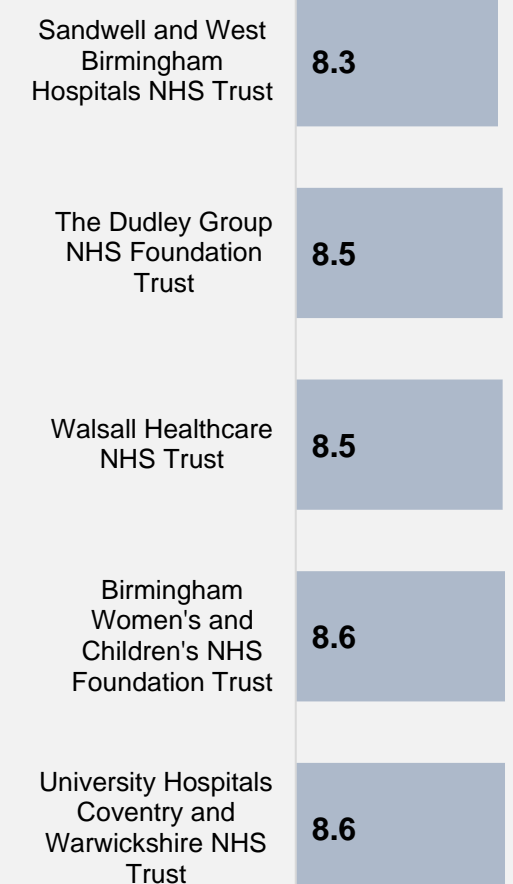 Sandwell and West
Birmingham
Hospitals NHS Trust
8.3
The Dudley Group
NHS Foundation
Trust
8.5
Walsall Healthcare
NHS Trust
8.5
Birmingham
Women's and
Children's NHS
Foundation Trust
8.6
University Hospitals
Coventry and
Warwickshire NHS
Trust
8.6